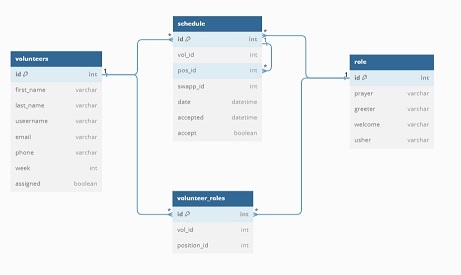 schedule
id int
vol_id int
pos_id int
swapp_id int
date datetime
accepted datetime
accept boolean
volunteers
id int
first_name varchar
last_name varchar
useername varchar
email varchar
phone varchar
week int
assigned boolean
role
id int
prayer varchar
greeter varchar
welcome varchar
usher varchar
volunteer_roles
id int
vol_id int
position_id int
1
*
*
1
*
*
1
*
*